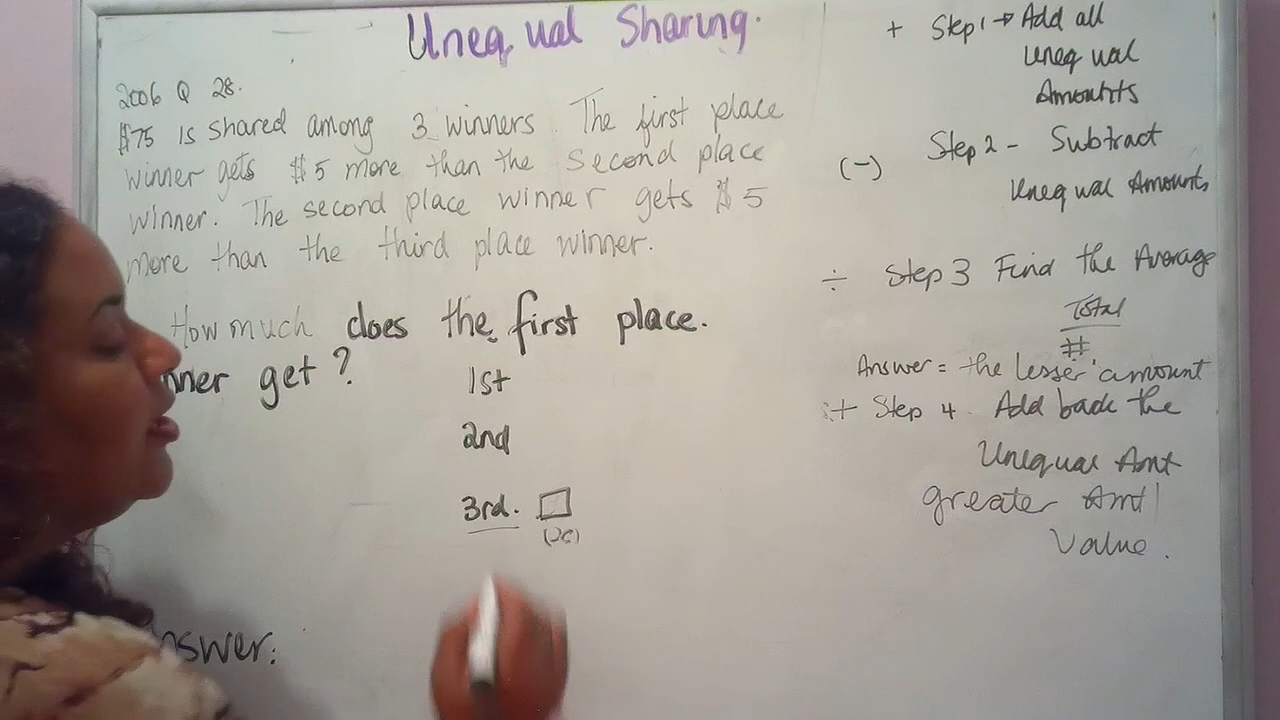 Unequal Sharing.
2006 Q 28.
$75 is shared among 3 winners. The first place
winner gets $5 more than the second place
winner. The second place winner gets $5
more than the third place winner.
How much does the first place.
nner get?
1st
2nd
3rd.
Answer:
+ Step 1 → Add all
Unequal
Amounts
(-) Step 2 - Subtract
Unequal Amounts
÷ Step 3 Find the Average
Total
#
Answer = the lesser amount
+ Step 4 Add back the
Unequal Amt
greater Amt
Value.